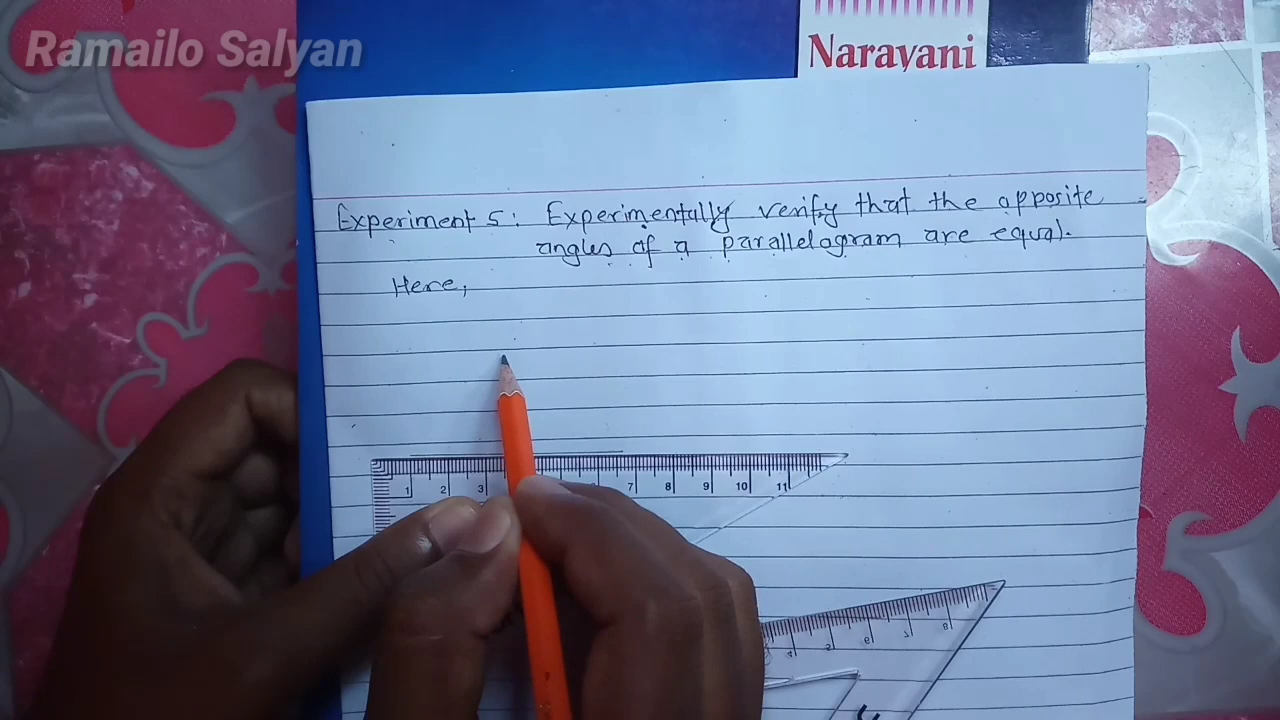 Ramailo Salyan
Narayani
Experiment 5: Experimentally verify that the opposite
angles of a parallelogram are equal.
Here,
1 2 3 7 8 9 10 11